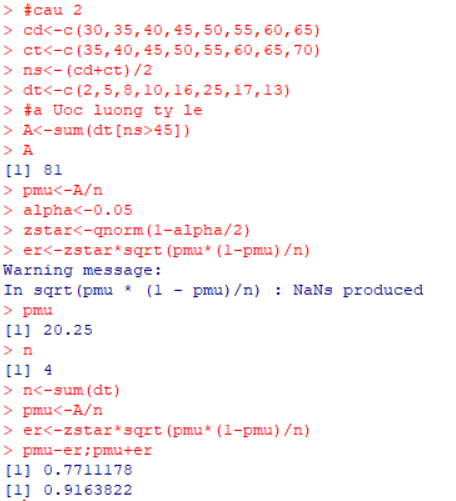 > #cau 2
> cd<-c(30,35,40,45,50,55,60,65)
> ct<-c(35,40,45,50,55,60,65,70)
> ns<-(cd+ct)/2
> dt<-c(2,5,8,10,16,25,17,13)
> #a Uoc luong ty le
> A<-sum(dt[ns>45])
> A
[1] 81
> pmu<-A/n
> alpha<-0.05
> zstar<-qnorm(1-alpha/2)
> er<-zstar*sqrt(pmu*(1-pmu)/n)
Warning message:
In sqrt(pmu * (1 - pmu)/n) : NaNs produced
> pmu
[1] 20.25
> n
[1] 4
> n<-sum(dt)
> pmu<-A/n
> er<-zstar*sqrt(pmu*(1-pmu)/n)
> pmu-er;pmu+er
[1] 0.7711178
[1] 0.9163822